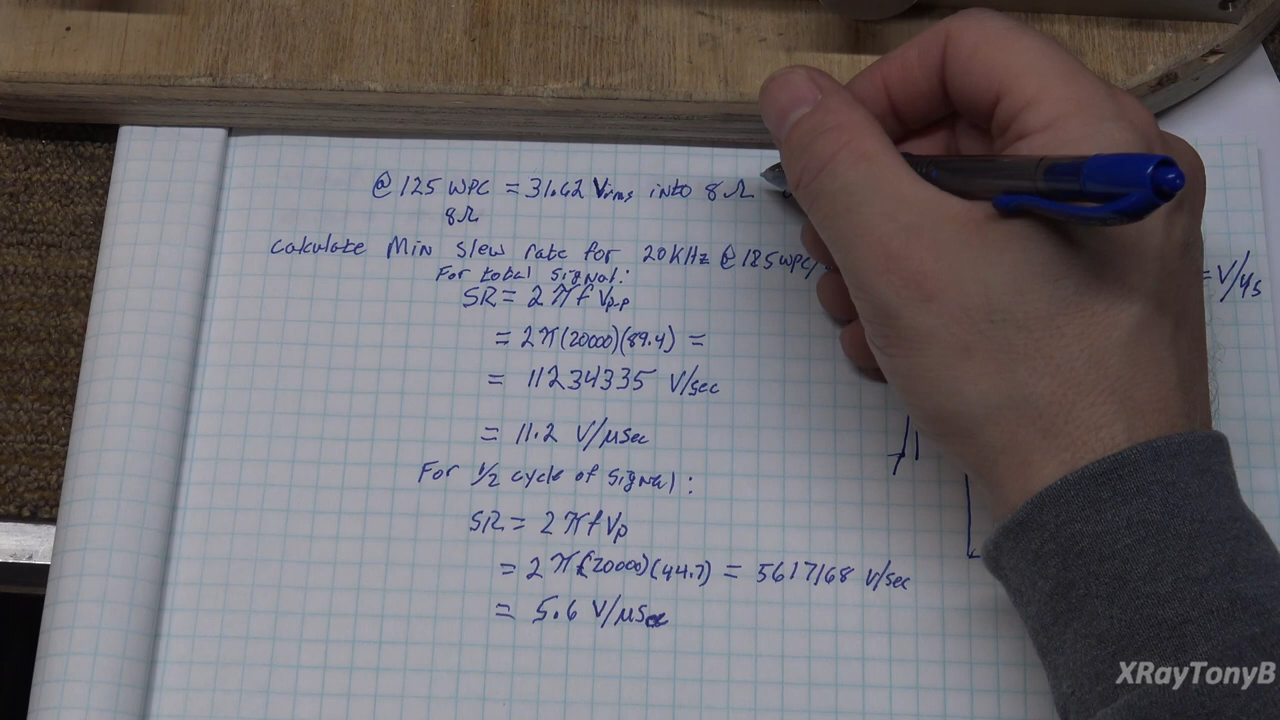 @ 125 WPC = 31.62 Vrms into 8Ω
8Ω
Calculate Min Slew rate for 20KHz @ 125WPC/
= V/μs
For total signal:
SR = 2πf Vp-p
= 2π(20000)(89.4) =
= 11234335 V/sec
= 11.2 V/μSec
For 1/2 cycle of signal:
SR = 2πf Vp
= 2π(20000)(44.7) = 5617168 V/sec
= 5.6 V/μSec
XRayTonyB